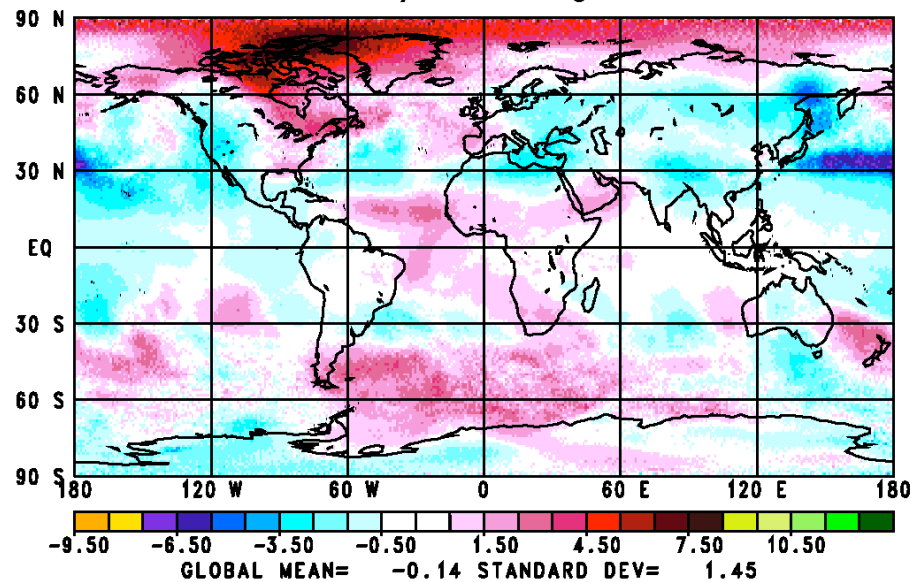 90 N
60 N
30 N
EQ
30 S
60 S
90 S
180 120 W 60 W 0 60 E 120 E 180
-9.50 -6.50 -3.50 -0.50 1.50 4.50 7.50 10.50
GLOBAL MEAN= -0.14 STANDARD DEV= 1.45